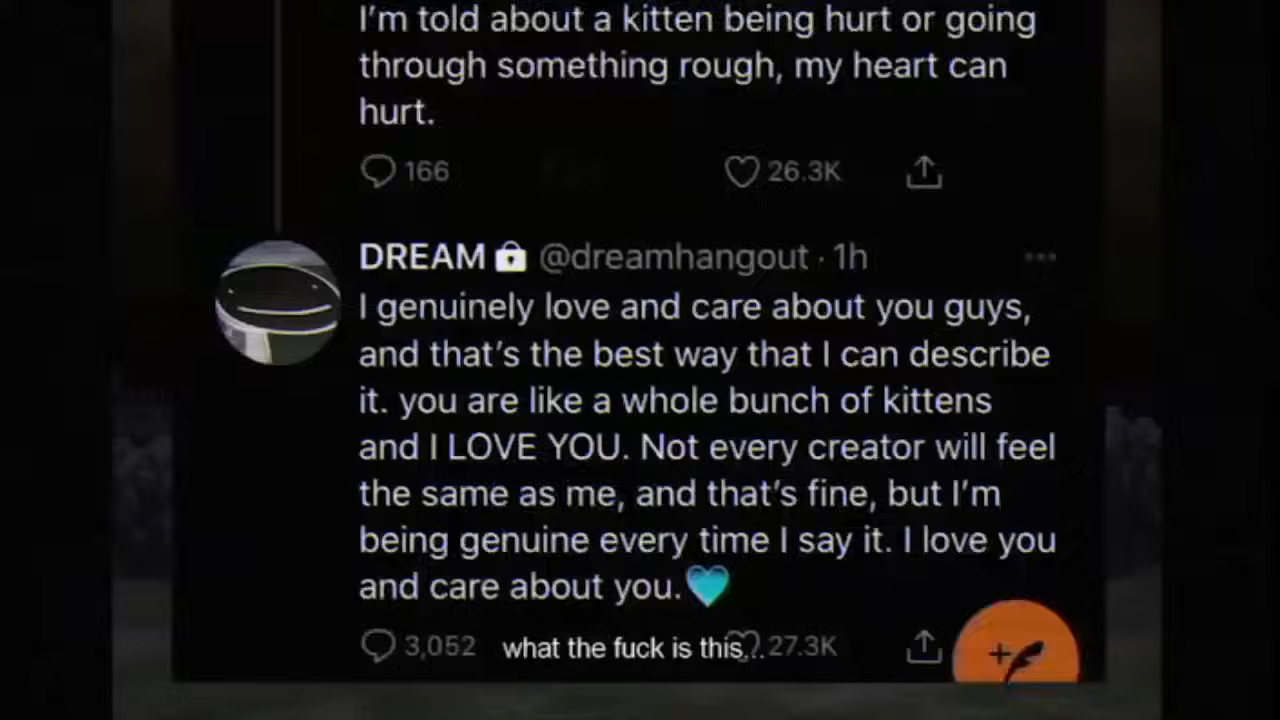 I'm told about a kitten being hurt or going
through something rough, my heart can
hurt.
166 26.3K
DREAM @dreamhangout · 1h
I genuinely love and care about you guys,
and that's the best way that I can describe
it. you are like a whole bunch of kittens
and I LOVE YOU. Not every creator will feel
the same as me, and that's fine, but I'm
being genuine every time I say it. I love you
and care about you.🩵
3,052 what the fuck is this... 27.3K